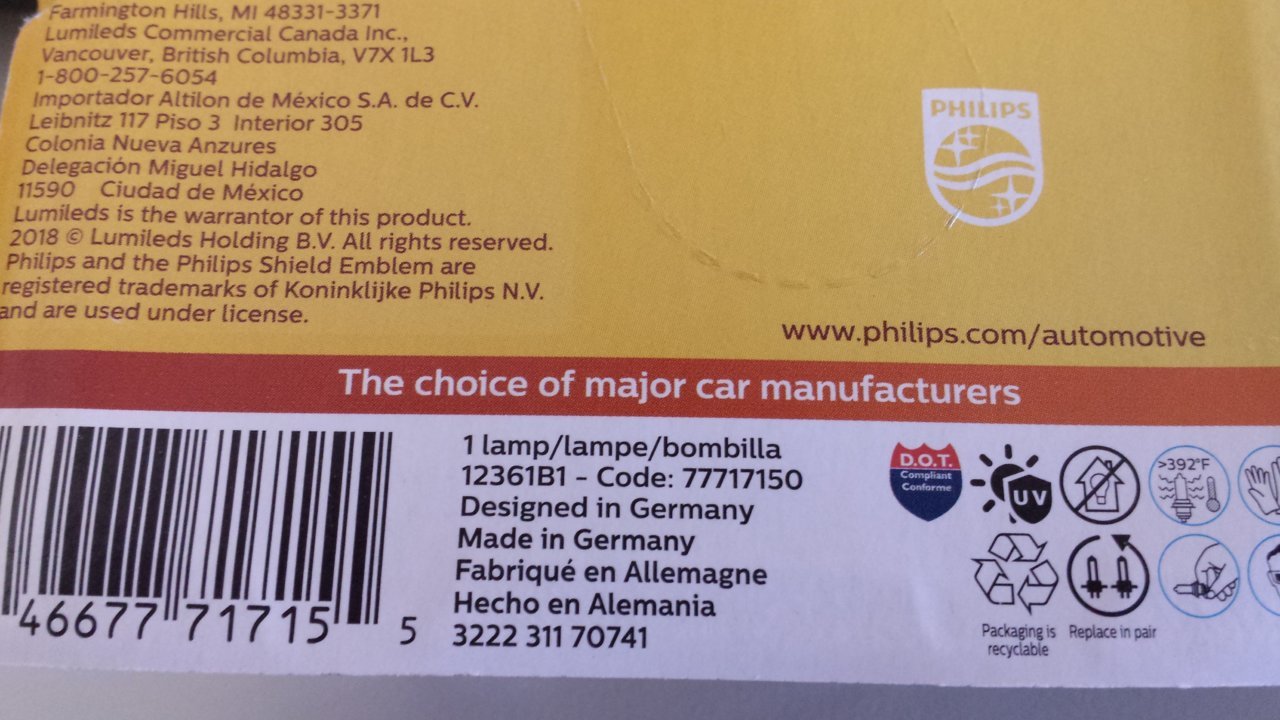 Farmington Hills, MI 48331-3371
Lumileds Commercial Canada Inc.,
Vancouver, British Columbia, V7X 1L3
1-800-257-6054
Importador Altilon de México S.A. de C.V.
Leibnitz 117 Piso 3 Interior 305
Colonia Nueva Anzures
Delegación Miguel Hidalgo
11590 Ciudad de México
Lumileds is the warrantor of this product.
2018 © Lumileds Holding B.V. All rights reserved.
Philips and the Philips Shield Emblem are
registered trademarks of Koninklijke Philips N.V.
and are used under license.
PHILIPS
www.philips.com/automotive
The choice of major car manufacturers
46677 71715 5
1 lamp/lampe/bombilla
12361B1 - Code: 77717150
Designed in Germany
Made in Germany
Fabriqué en Allemagne
Hecho en Alemania
3222 311 70741
D.O.T.
Compliant
Conforme
UV
>392°F
Packaging is
recyclable
Replace in pair